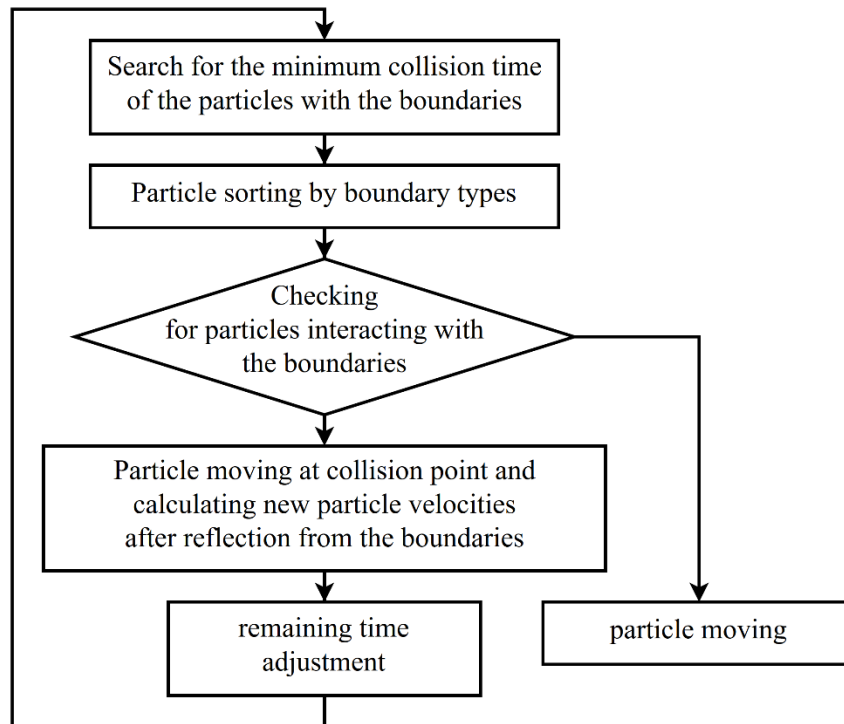 Search for the minimum collision time
of the particles with the boundaries
Particle sorting by boundary types
Checking
for particles interacting with
the boundaries
Particle moving at collision point and
calculating new particle velocities
after reflection from the boundaries
remaining time
adjustment
particle moving